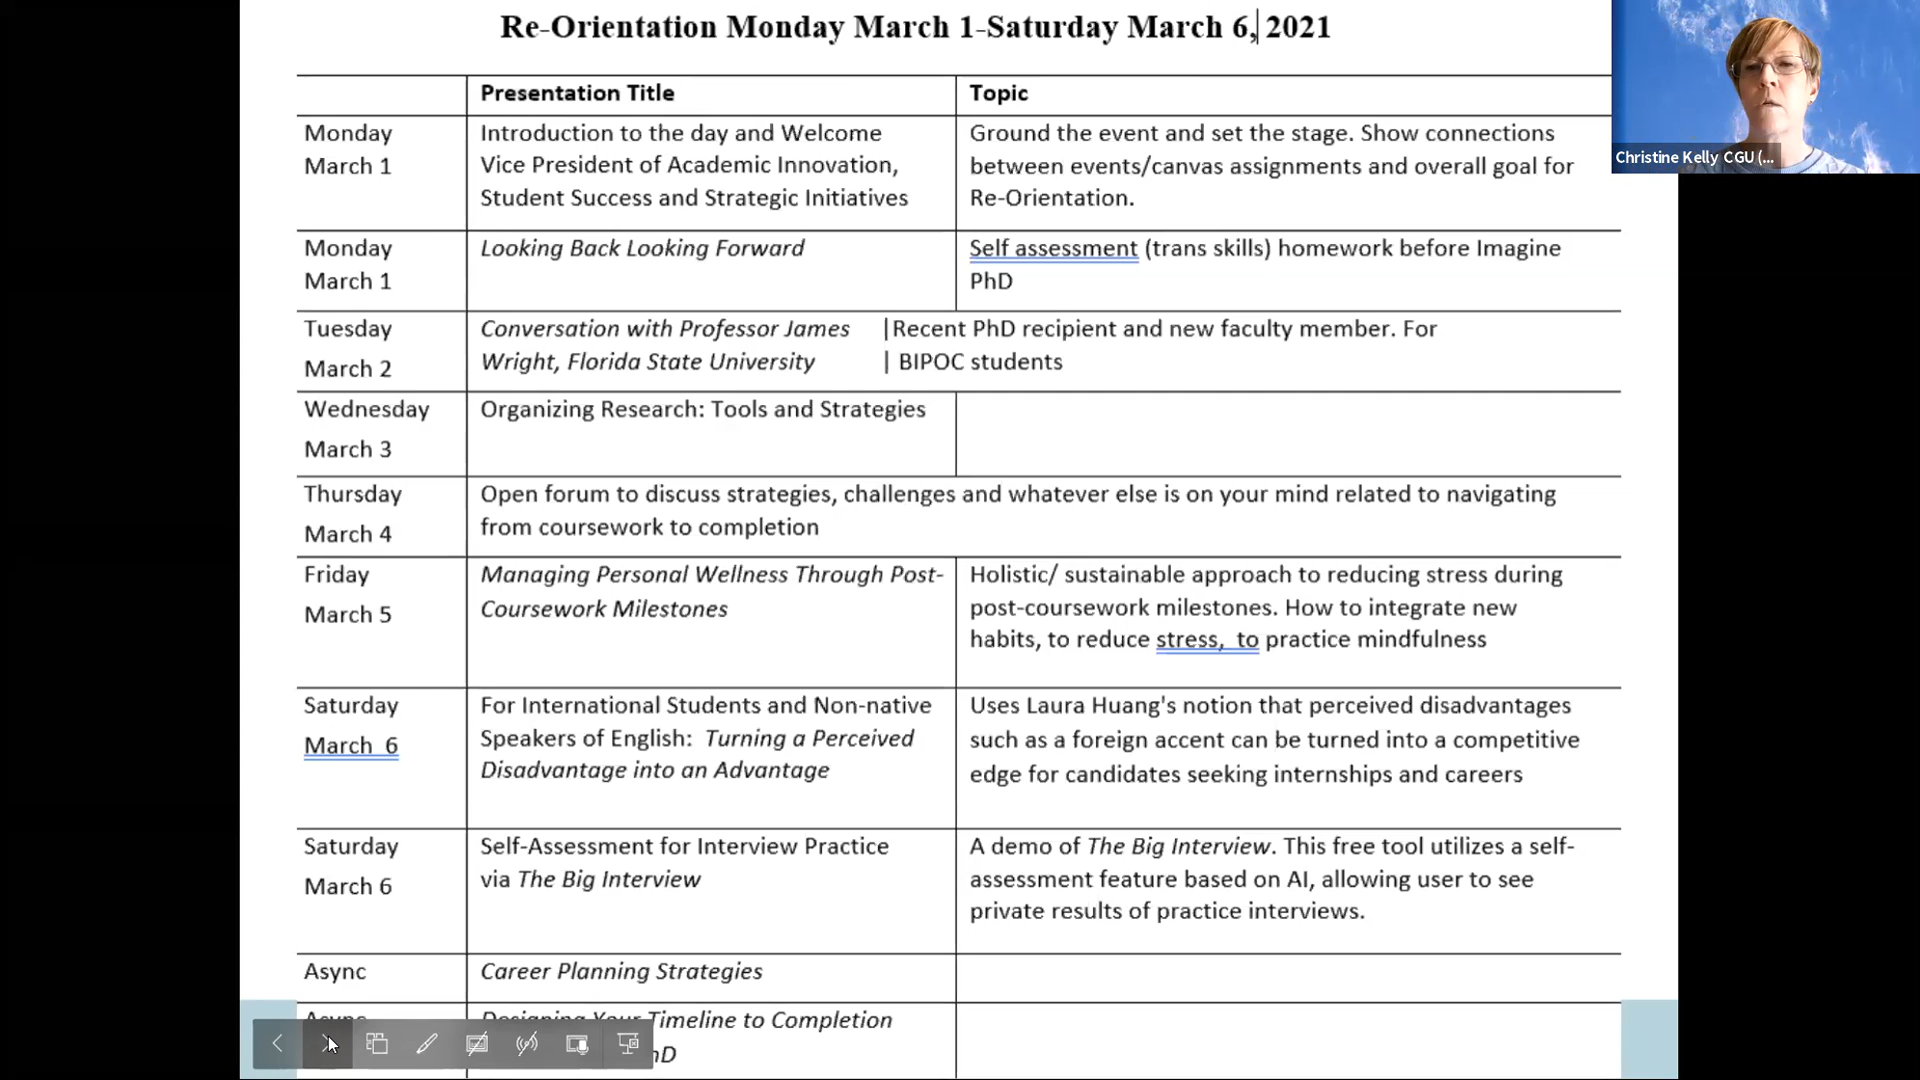 Re-Orientation Monday March 1-Saturday March 6, 2021
Presentation Title
Topic
Monday
March 1
Introduction to the day and Welcome
Vice President of Academic Innovation,
Student Success and Strategic Initiatives
Ground the event and set the stage. Show connections
between events/canvas assignments and overall goal for
Re-Orientation.
Monday
March 1
Looking Back Looking Forward
Self assessment (trans skills) homework before Imagine
PhD
Tuesday
March 2
Conversation with Professor James
Wright, Florida State University
|Recent PhD recipient and new faculty member. For
| BIPOC students
Wednesday
March 3
Organizing Research: Tools and Strategies
Thursday
March 4
Open forum to discuss strategies, challenges and whatever else is on your mind related to navigating
from coursework to completion
Friday
March 5
Managing Personal Wellness Through Post-
Coursework Milestones
Holistic/ sustainable approach to reducing stress during
post-coursework milestones. How to integrate new
habits, to reduce stress,  to practice mindfulness
Saturday
March  6
For International Students and Non-native
Speakers of English:  Turning a Perceived
Disadvantage into an Advantage
Uses Laura Huang's notion that perceived disadvantages
such as a foreign accent can be turned into a competitive
edge for candidates seeking internships and careers
Saturday
March 6
Self-Assessment for Interview Practice
via The Big Interview
A demo of The Big Interview. This free tool utilizes a self-
assessment feature based on AI, allowing user to see
private results of practice interviews.
Async
Career Planning Strategies
Async
Designing Your Timeline to Completion
Christine Kelly CGU (...